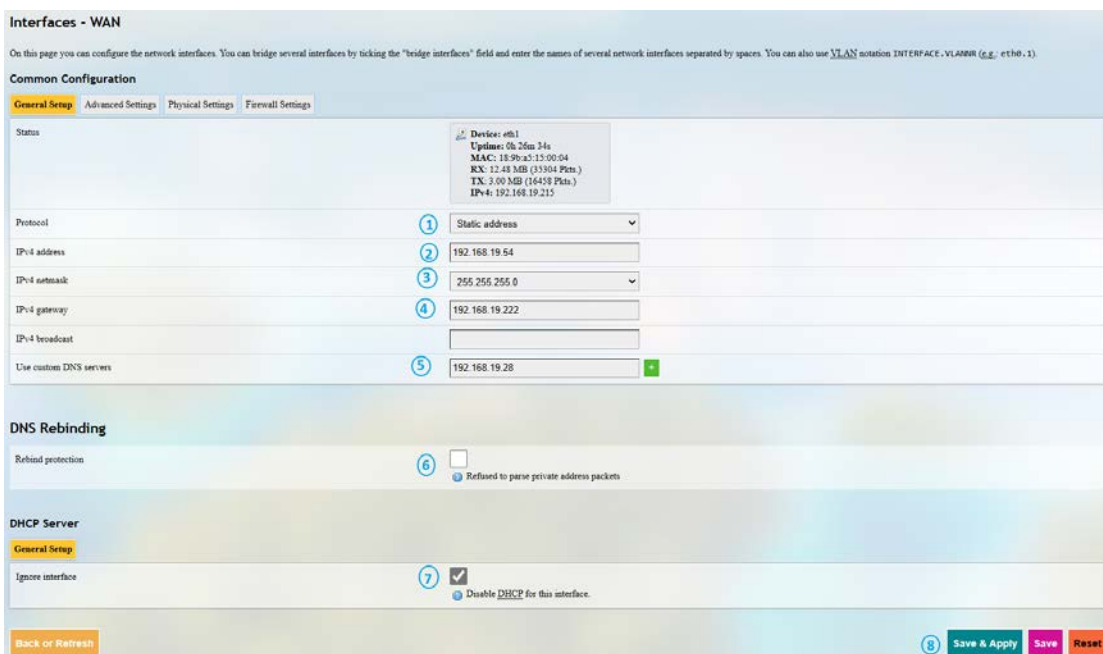 Interfaces - WAN
On this page you can configure the network interfaces. You can bridge several interfaces by ticking the "bridge interfaces" field and enter the names of several network interfaces separated by spaces. You can also use VLAN notation INTERFACE.VLANNR (e.g.: eth0.1).
Common Configuration
General Setup Advanced Settings Physical Settings Firewall Settings
Status
Device: eth1
Uptime: 0h 26m 34s
MAC: 18:9b:a5:15:00:04
RX: 12.48 MB (35304 Pkts.)
TX: 3.00 MB (16458 Pkts.)
IPv4: 192.168.19.215
Protocol 1 Static address
IPv4 address 2 192.168.19.54
IPv4 netmask 3 255.255.255.0
IPv4 gateway 4 192.168.19.222
IPv4 broadcast
Use custom DNS servers 5 192.168.19.28 +
DNS Rebinding
Rebind protection 6
Refused to parse private address packets
DHCP Server
General Setup
Ignore interface 7
Disable DHCP for this interface.
Back or Refresh 8 Save & Apply Save Reset